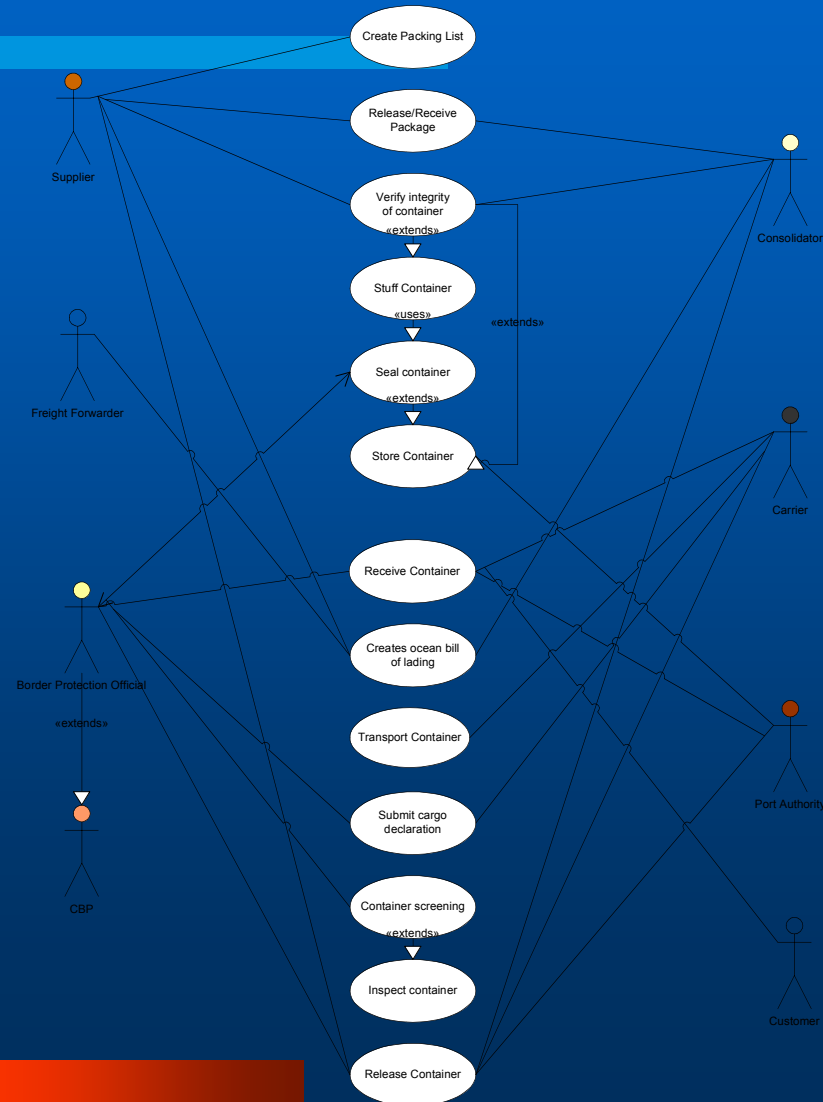 Create Packing List
Release/Receive
Package
Supplier
Verify integrity
of container
«extends»
Consolidator
Stuff Container
«uses»
«extends»
Freight Forwarder
Seal container
«extends»
Store Container
Carrier
Receive Container
Creates ocean bill
of lading
Border Protection Official
«extends»
Transport Container
Port Authority
Submit cargo
declaration
CBP
Container screening
«extends»
Inspect container
Customer
Release Container